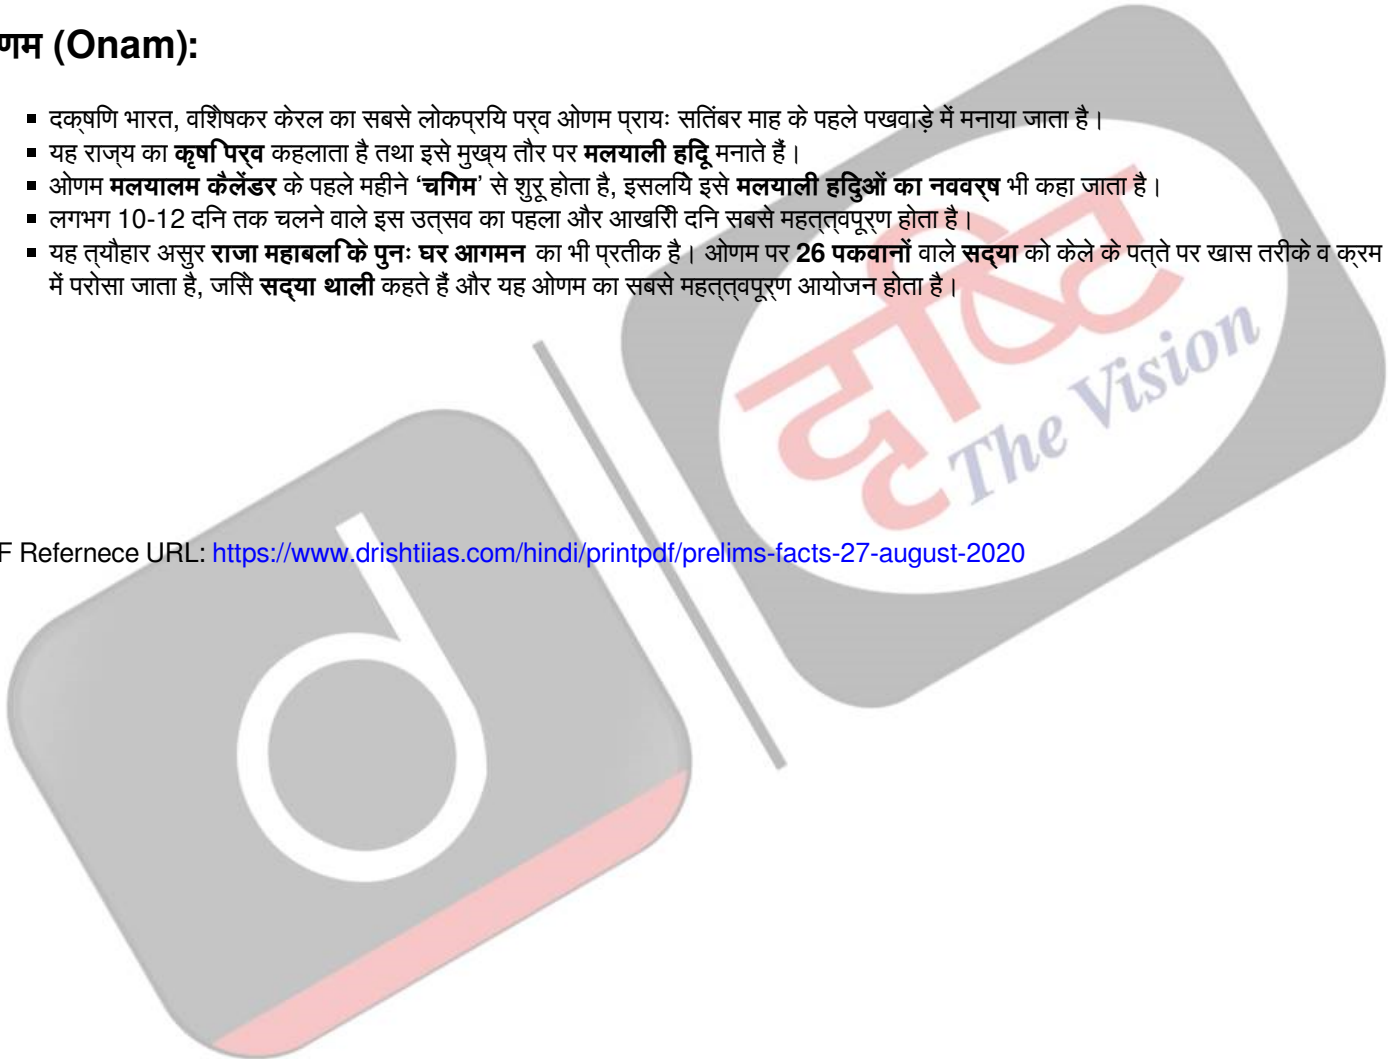 णम (Onam):
▪ दक्षिण भारत, विशेषकर केरल का सबसे लोकप्रिय पर्व ओणम प्रायः सितंबर माह के पहले पखवाड़े में मनाया जाता है।
▪ यह राज्य का कृषि पर्व कहलाता है तथा इसे मुख्य तौर पर मलयाली हिंदू मनाते हैं।
▪ ओणम मलयालम कैलेंडर के पहले महीने ‘चिंगम’ से शुरू होता है, इसलिये इसे मलयाली हिंदुओं का नववर्ष भी कहा जाता है।
▪ लगभग 10-12 दिन तक चलने वाले इस उत्सव का पहला और आखिरी दिन सबसे महत्त्वपूर्ण होता है।
▪ यह त्यौहार असुर राजा महाबलि के पुनः घर आगमन का भी प्रतीक है। ओणम पर 26 पकवानों वाले सद्या को केले के पत्ते पर खास तरीके व क्रम
में परोसा जाता है, जिसे सद्या थाली कहते हैं और यह ओणम का सबसे महत्त्वपूर्ण आयोजन होता है।
दृष्टि
The Vision
F Refernece URL: https://www.drishtiias.com/hindi/printpdf/prelims-facts-27-august-2020
d